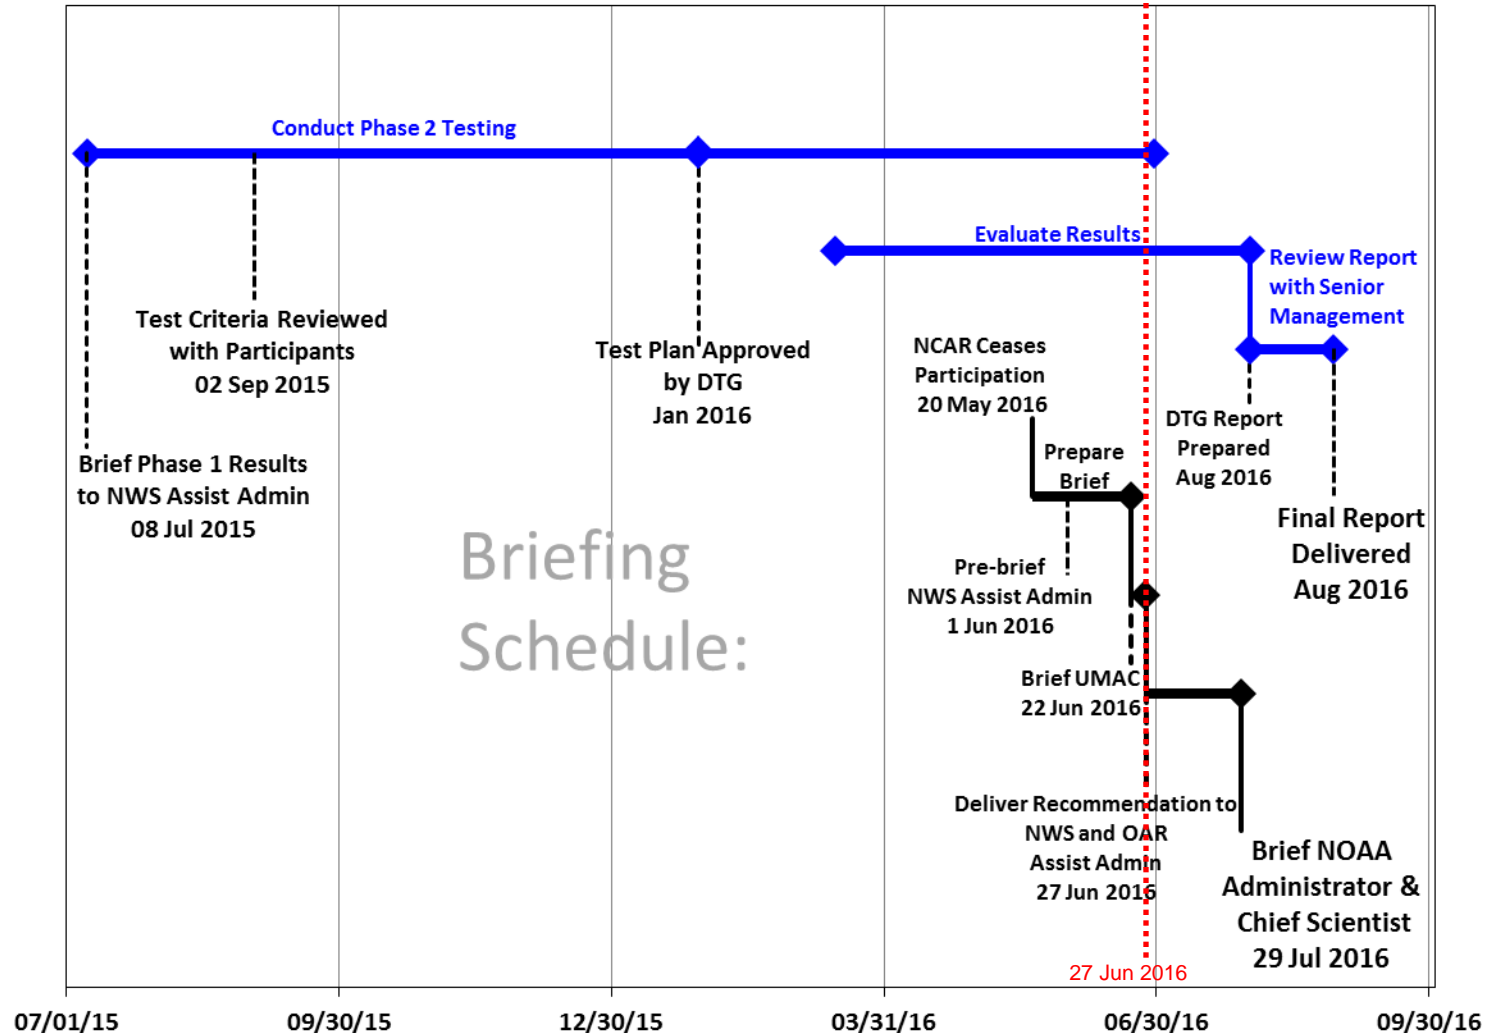 Conduct Phase 2 Testing
Evaluate Results
Review Report
with Senior
Management
Test Criteria Reviewed
with Participants
02 Sep 2015
Test Plan Approved
by DTG
Jan 2016
NCAR Ceases
Participation
20 May 2016
DTG Report
Prepared
Aug 2016
Prepare
Brief
Brief Phase 1 Results
to NWS Assist Admin
08 Jul 2015
Final Report
Delivered
Aug 2016
Briefing
Schedule:
Pre-brief
NWS Assist Admin
1 Jun 2016
Brief UMAC
22 Jun 2016
Deliver Recommendation to
NWS and OAR
Assist Admin
27 Jun 2016
Brief NOAA
Administrator &
Chief Scientist
29 Jul 2016
27 Jun 2016
07/01/15
09/30/15
12/30/15
03/31/16
06/30/16
09/30/16